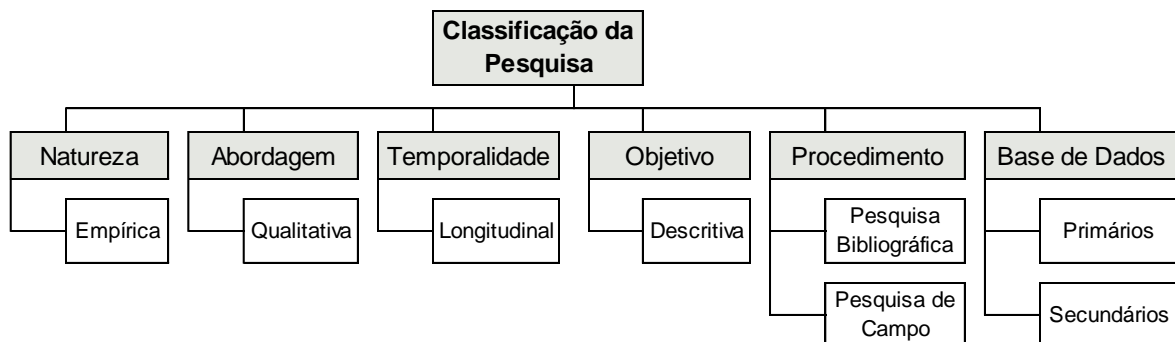 Classificação da
Pesquisa
Natureza
Abordagem
Temporalidade
Objetivo
Procedimento
Base de Dados
Empírica
Qualitativa
Longitudinal
Descritiva
Pesquisa
Bibliográfica
Primários
Pesquisa de
Campo
Secundários